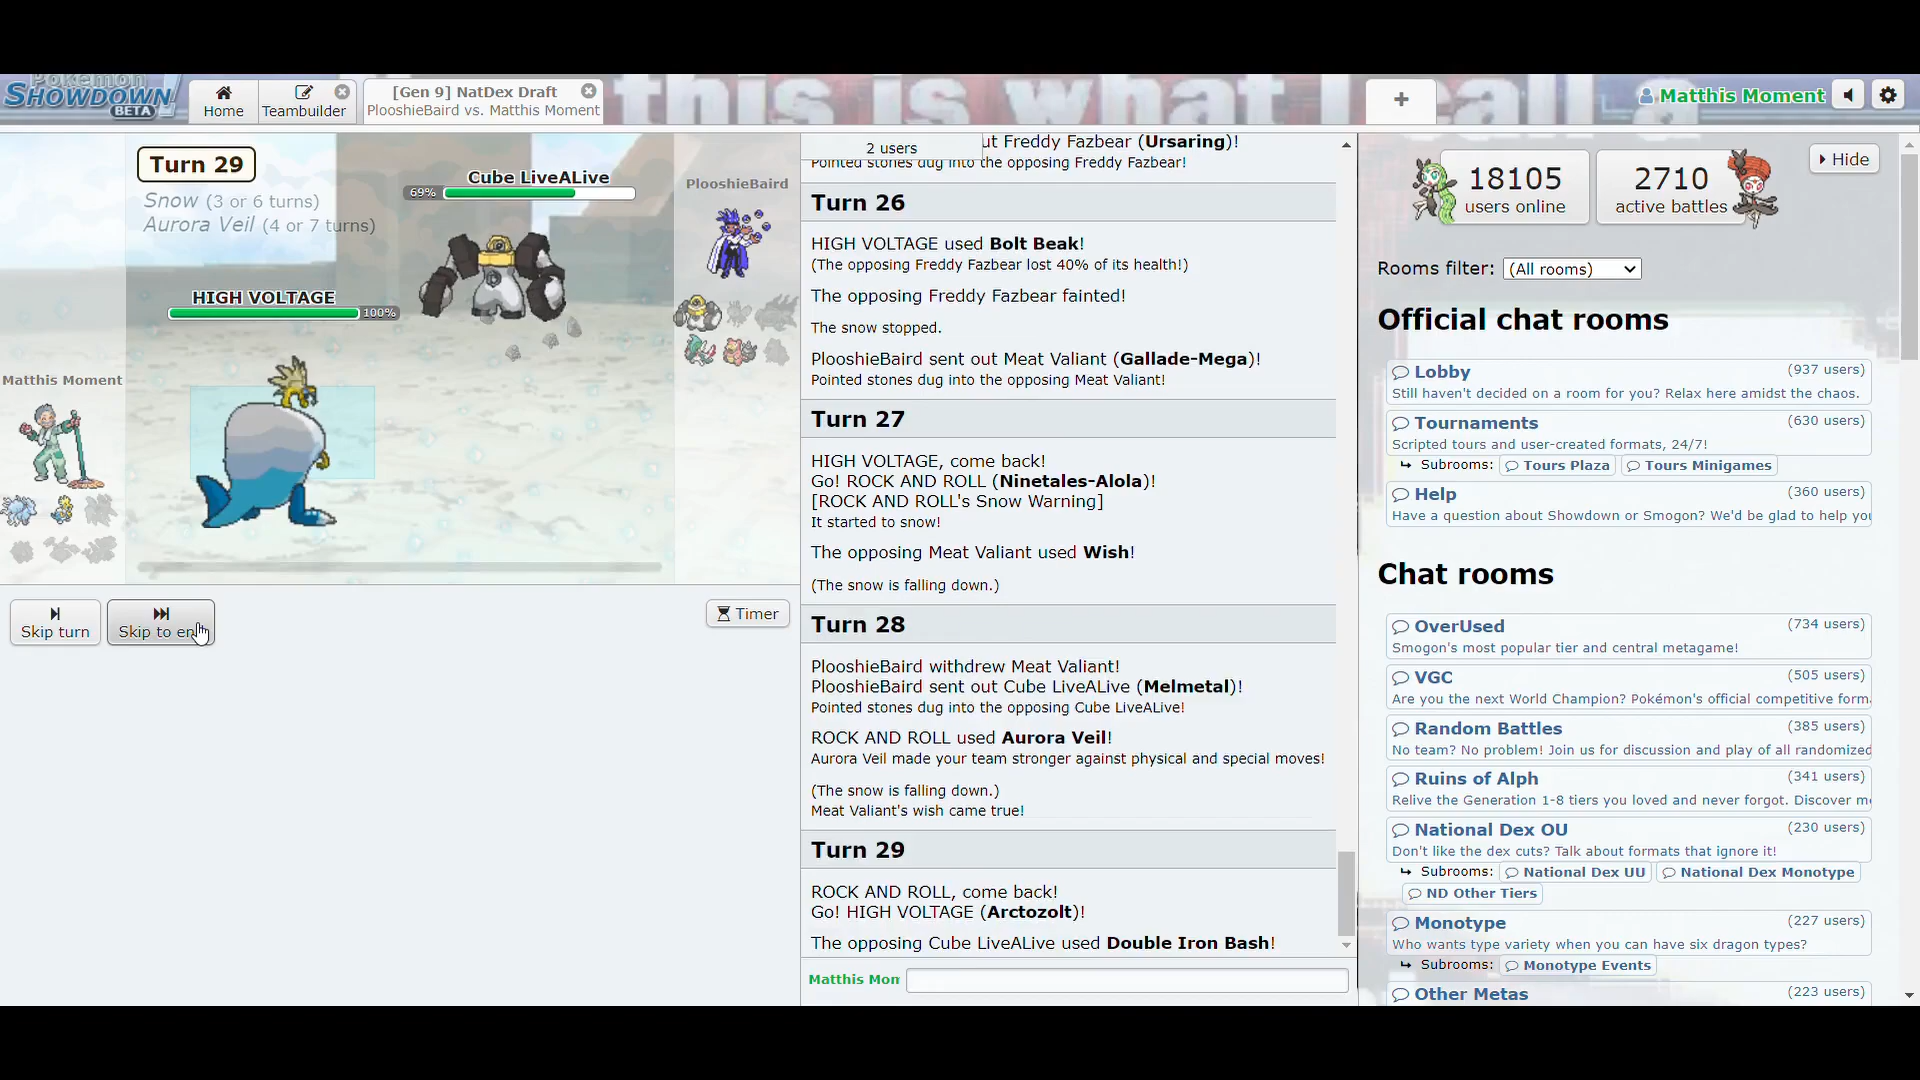 Pokémon
SHOWDOWN!
BETA
Home
Teambuilder
[Gen 9] NatDex Draft
PlooshieBaird vs. Matthis Moment
this is what I call a
+
Matthis Moment
Turn 29
Snow (3 or 6 turns)
Aurora Veil (4 or 7 turns)
Cube LiveALive
69%
HIGH VOLTAGE
100%
PlooshieBaird
Matthis Moment
Skip turn
Skip to en
Timer
2 users
ut Freddy Fazbear (Ursaring)!
Pointed stones dug into the opposing Freddy Fazbear!
Turn 26
HIGH VOLTAGE used Bolt Beak!
(The opposing Freddy Fazbear lost 40% of its health!)
The opposing Freddy Fazbear fainted!
The snow stopped.
PlooshieBaird sent out Meat Valiant (Gallade-Mega)!
Pointed stones dug into the opposing Meat Valiant!
Turn 27
HIGH VOLTAGE, come back!
Go! ROCK AND ROLL (Ninetales-Alola)!
[ROCK AND ROLL's Snow Warning]
It started to snow!
The opposing Meat Valiant used Wish!
(The snow is falling down.)
Turn 28
PlooshieBaird withdrew Meat Valiant!
PlooshieBaird sent out Cube LiveALive (Melmetal)!
Pointed stones dug into the opposing Cube LiveALive!
ROCK AND ROLL used Aurora Veil!
Aurora Veil made your team stronger against physical and special moves!
(The snow is falling down.)
Meat Valiant's wish came true!
Turn 29
ROCK AND ROLL, come back!
Go! HIGH VOLTAGE (Arctozolt)!
The opposing Cube LiveALive used Double Iron Bash!
Matthis Mon
18105
users online
2710
active battles
Hide
Rooms filter: (All rooms)
Official chat rooms
Lobby (937 users)
Still haven't decided on a room for you? Relax here amidst the chaos.
Tournaments (630 users)
Scripted tours and user-created formats, 24/7!
Subrooms: Tours Plaza Tours Minigames
Help (360 users)
Have a question about Showdown or Smogon? We'd be glad to help you
Chat rooms
OverUsed (734 users)
Smogon's most popular tier and central metagame!
VGC (505 users)
Are you the next World Champion? Pokémon's official competitive form
Random Battles (385 users)
No team? No problem! Join us for discussion and play of all randomized
Ruins of Alph (341 users)
Relive the Generation 1-8 tiers you loved and never forgot. Discover m
National Dex OU (230 users)
Don't like the dex cuts? Talk about formats that ignore it!
Subrooms: National Dex UU National Dex Monotype
ND Other Tiers
Monotype (227 users)
Who wants type variety when you can have six dragon types?
Subrooms: Monotype Events
Other Metas (223 users)